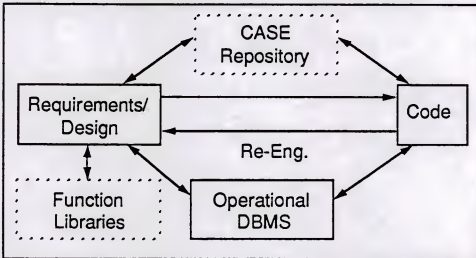 CASE
Repository
Requirements/
Design
Code
Re-Eng.
Function
Libraries
Operational
DBMS